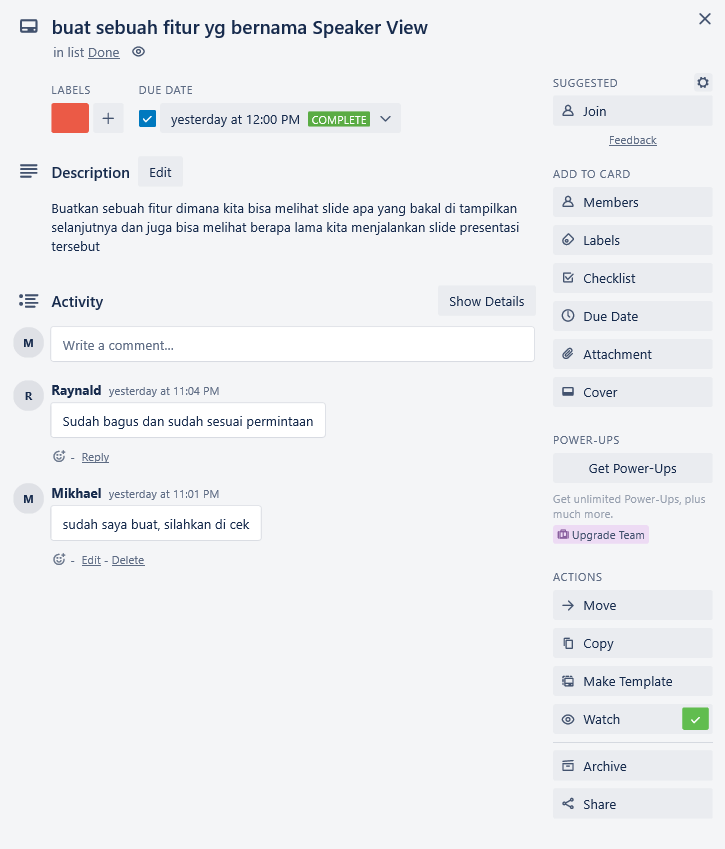 buat sebuah fitur yg bernama Speaker View
in list Done
LABELS
DUE DATE
yesterday at 12:00 PM COMPLETE
Description
Edit
Buatkan sebuah fitur dimana kita bisa melihat slide apa yang bakal di tampilkan
selanjutnya dan juga bisa melihat berapa lama kita menjalankan slide presentasi
tersebut
Activity
Show Details
M
Write a comment...
R
Raynald yesterday at 11:04 PM
Sudah bagus dan sudah sesuai permintaan
- Reply
M
Mikhael yesterday at 11:01 PM
sudah saya buat, silahkan di cek
- Edit - Delete
SUGGESTED
Join
Feedback
ADD TO CARD
Members
Labels
Checklist
Due Date
Attachment
Cover
POWER-UPS
Get Power-Ups
Get unlimited Power-Ups, plus
much more.
Upgrade Team
ACTIONS
Move
Copy
Make Template
Watch
Archive
Share